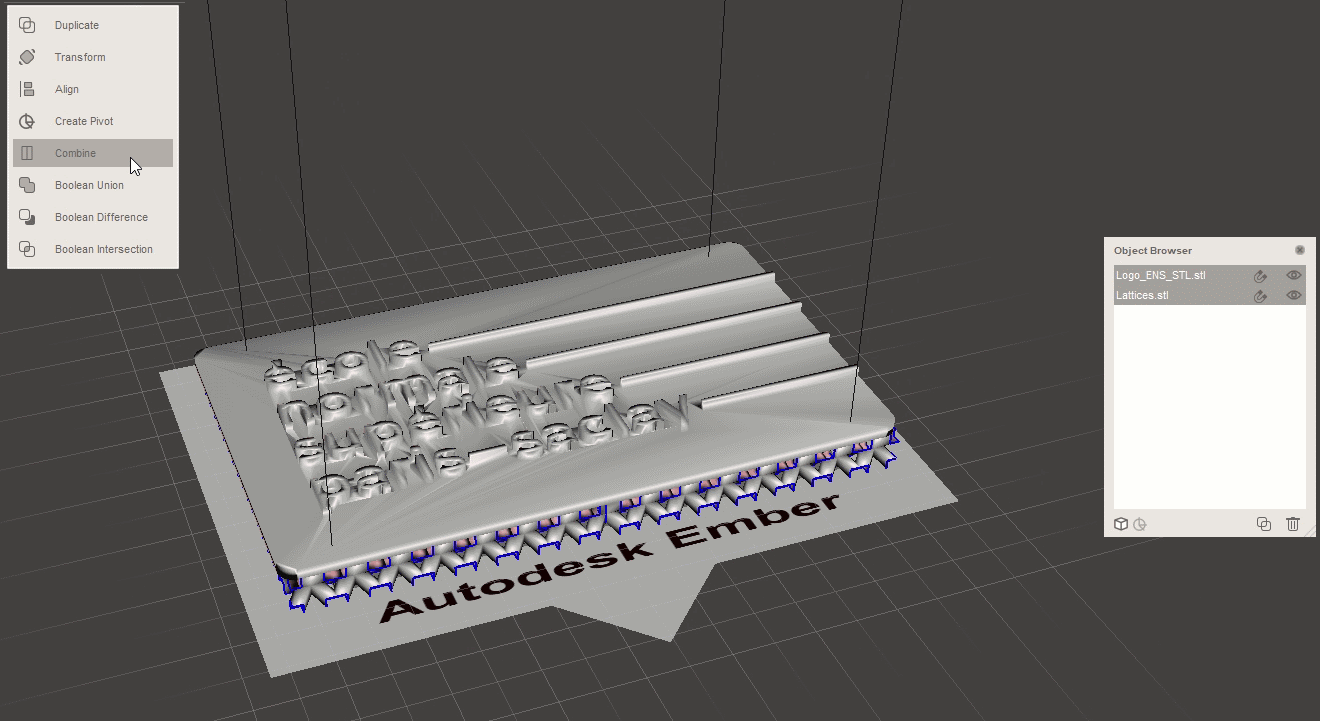 Duplicate
Transform
Align
Create Pivot
Combine
Boolean Union
Boolean Difference
Boolean Intersection
école
normale
supérieure
paris–saclay
Autodesk Ember
Object Browser
Logo_ENS_STL.stl
Lattices.stl